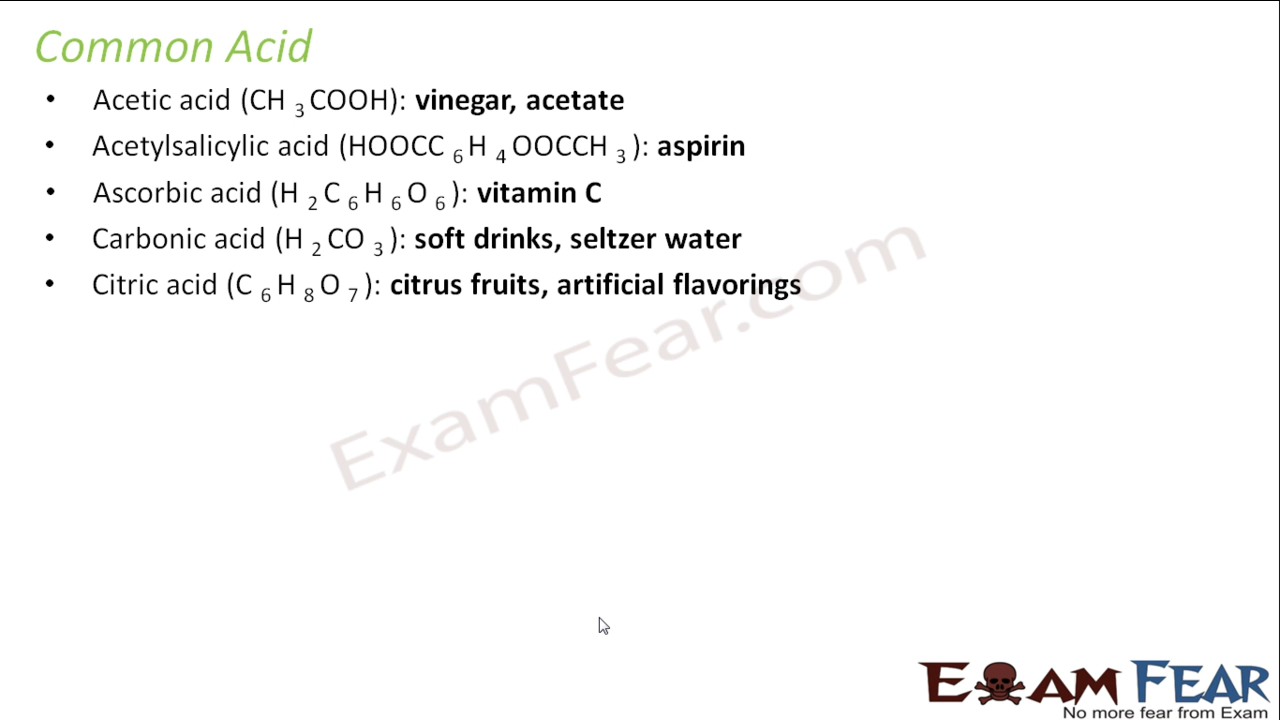 Common Acid
• Acetic acid (CH 3 COOH): vinegar, acetate
• Acetylsalicylic acid (HOOCC 6 H 4 OOCCH 3 ): aspirin
• Ascorbic acid (H 2 C 6 H 6 O 6 ): vitamin C
• Carbonic acid (H 2 CO 3 ): soft drinks, seltzer water
• Citric acid (C 6 H 8 O 7 ): citrus fruits, artificial flavorings
ExamFear.com
EXAM FEAR
No more fear from Exam